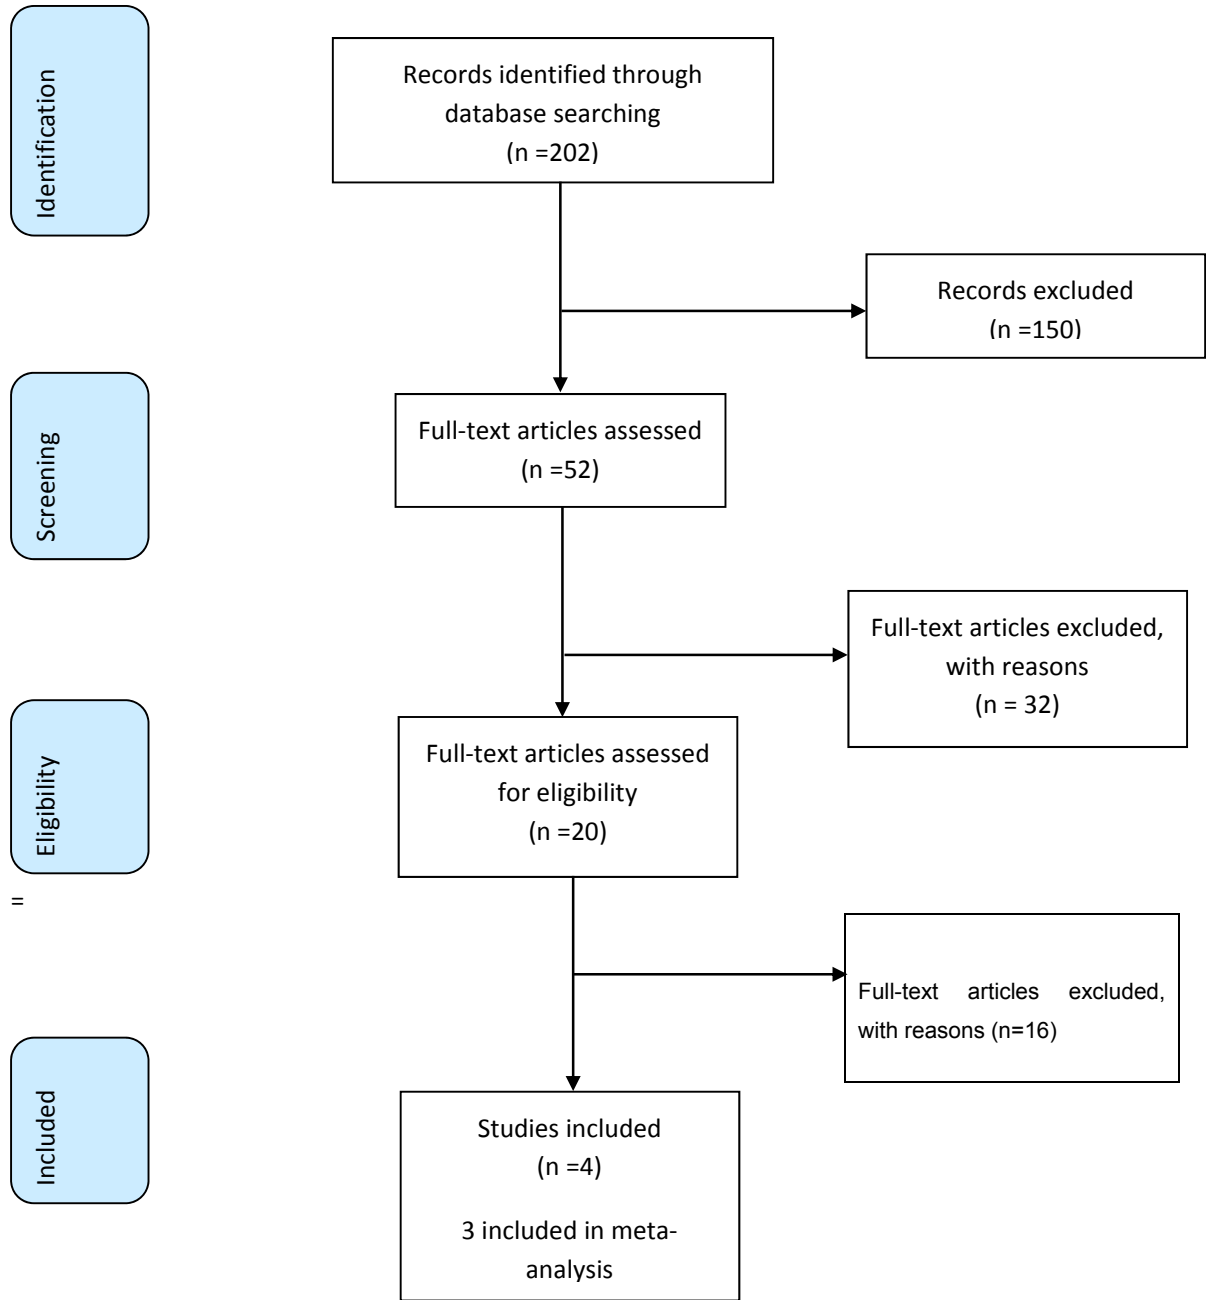 Identification
Records identified through
database searching
(n =202)
Records excluded
(n =150)
Screening
Full-text articles assessed
(n =52)
Full-text articles excluded,
with reasons
(n = 32)
Eligibility
Full-text articles assessed
for eligibility
(n =20)
=
Full-text articles excluded,
with reasons (n=16)
Included
Studies included
(n =4)
3 included in meta-
analysis